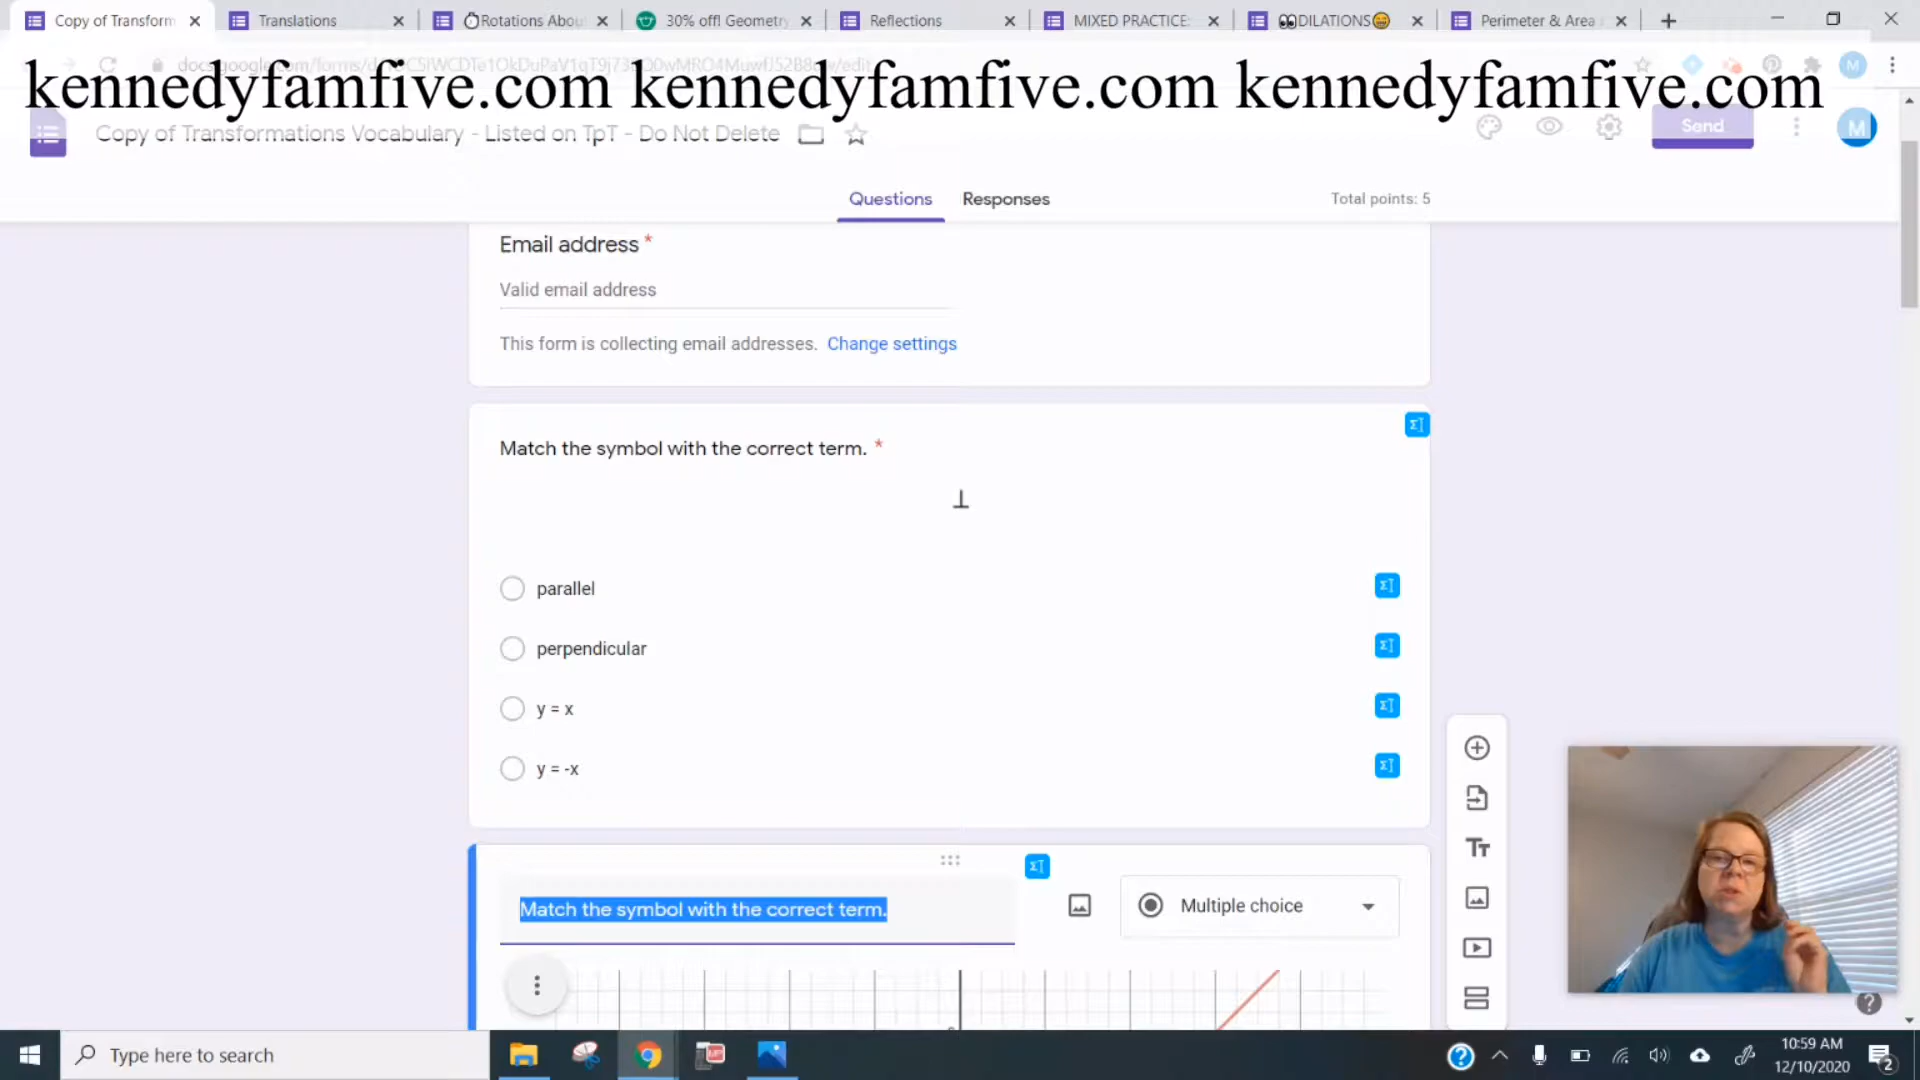 Copy of Transform
Translations
Rotations Abou
30% off! Geometry
Reflections
MIXED PRACTICE
DILATIONS
Perimeter & Area
kennedyfamfive.com kennedyfamfive.com kennedyfamfive.com
M
Copy of Transformations Vocabulary - Listed on TpT - Do Not Delete
Send
M
Questions
Responses
Total points: 5
Email address *
Valid email address
This form is collecting email addresses. Change settings
Match the symbol with the correct term. *
⊥
parallel
perpendicular
y = x
y = -x
Match the symbol with the correct term.
Multiple choice
Type here to search
10:59 AM
12/10/2020
2